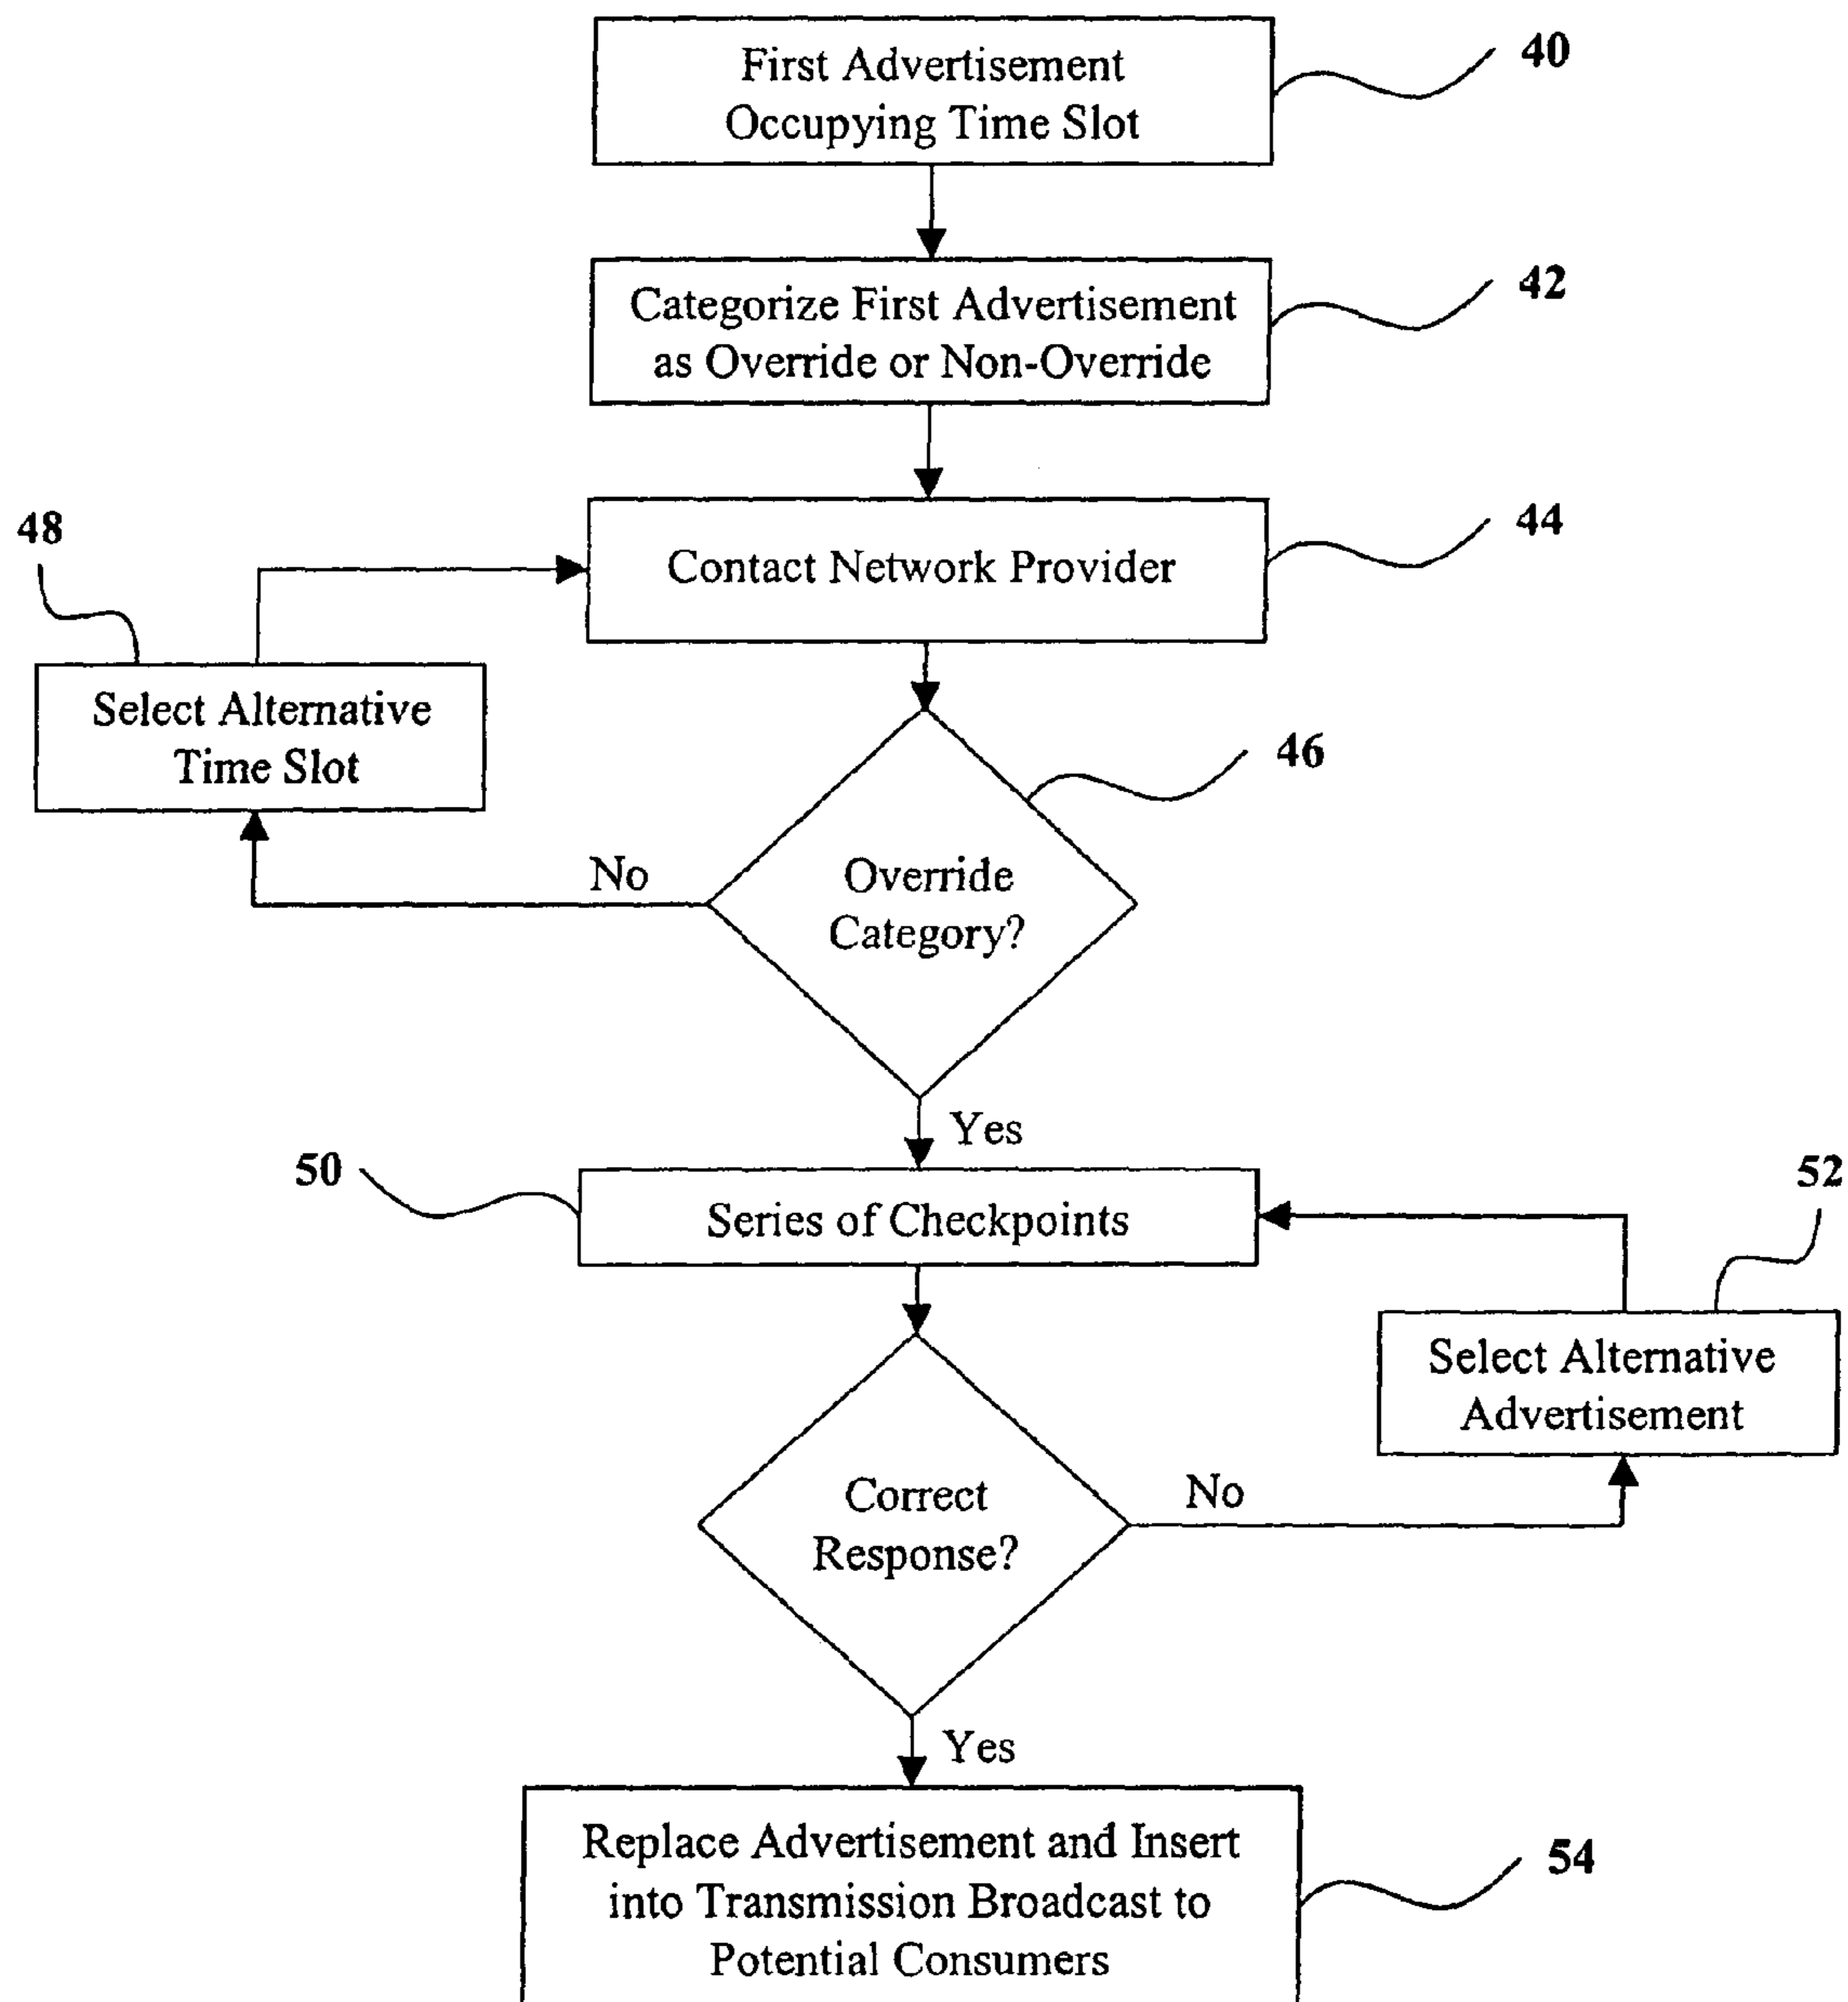 First Advertisement
Occupying Time Slot
40
Categorize First Advertisement
as Override or Non-Override
42
Contact Network Provider
44
48
Select Alternative
Time Slot
46
Override
Category?
No
Yes
50
Series of Checkpoints
52
Select Alternative
Advertisement
Correct
Response?
No
Yes
Replace Advertisement and Insert
into Transmission Broadcast to
Potential Consumers
54